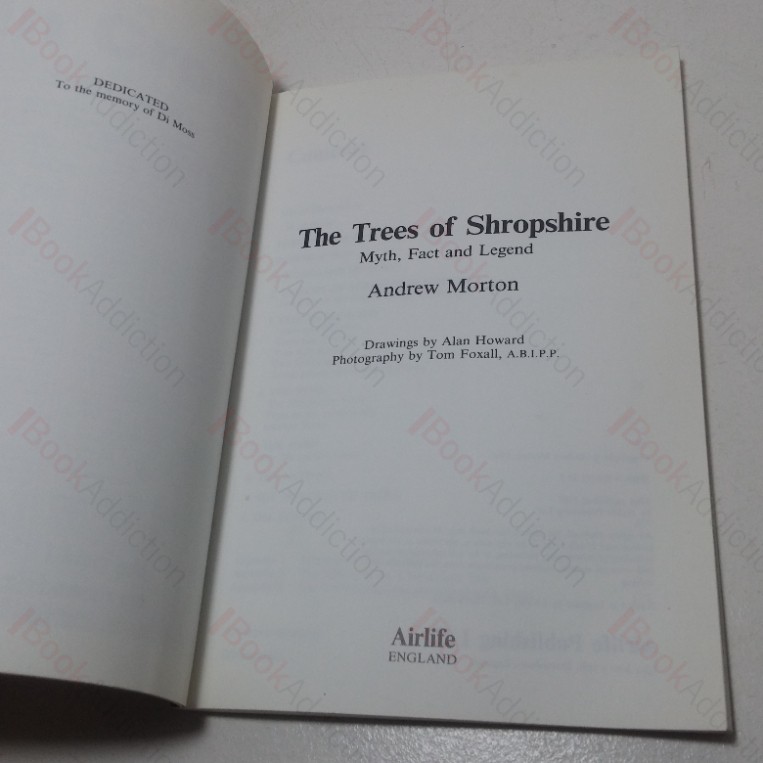 DEDICATED
To the memory of Di Moss
The Trees of Shropshire
Myth, Fact and Legend
Andrew Morton
Drawings by Alan Howard
Photography by Tom Foxall, A.B.I.P.P.
Airlife
ENGLAND
BookAddiction